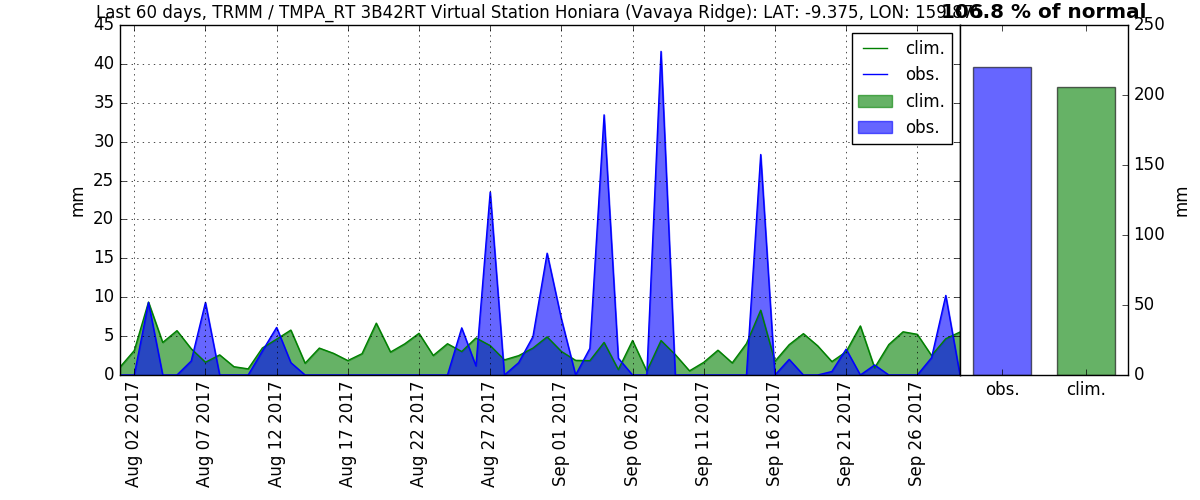 Last 60 days, TRMM / TMPA_RT 3B42RT Virtual Station Honiara (Vavaya Ridge): LAT: -9.375, LON: 159
106.8 % of normal
45
40
35
30
25
20
15
10
5
0
mm
clim.
obs.
clim.
obs.
Aug 02 2017
Aug 07 2017
Aug 12 2017
Aug 17 2017
Aug 22 2017
Aug 27 2017
Sep 01 2017
Sep 06 2017
Sep 11 2017
Sep 16 2017
Sep 21 2017
Sep 26 2017
250
200
150
100
50
0
mm
obs.
clim.